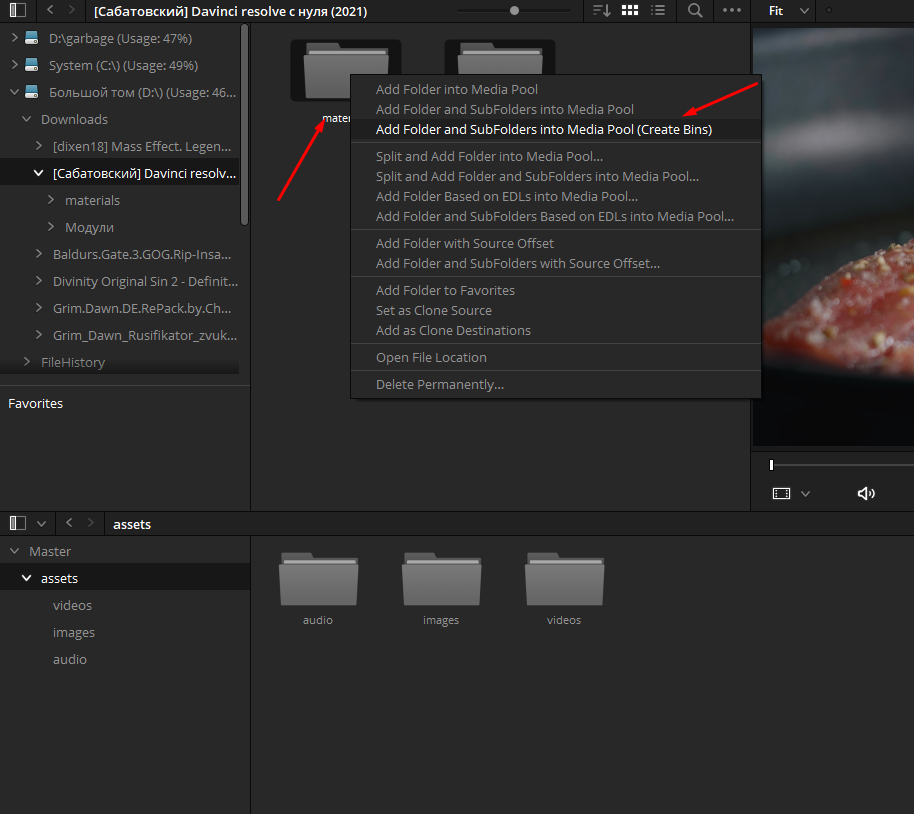 [Сабатовский] Davinci resolve с нуля (2021)
Fit
D:\garbage (Usage: 47%)
System (C:\) (Usage: 49%)
Большой том (D:\) (Usage: 46...
Downloads
[dixen18] Mass Effect. Legen...
[Сабатовский] Davinci resolv...
materials
Модули
Baldurs.Gate.3.GOG.Rip-Insa...
Divinity Original Sin 2 - Definit...
Grim.Dawn.DE.RePack.by.Ch...
Grim_Dawn_Rusifikator_zvuk...
FileHistory
Favorites
mater
Add Folder into Media Pool
Add Folder and SubFolders into Media Pool
Add Folder and SubFolders into Media Pool (Create Bins)
Split and Add Folder into Media Pool...
Split and Add Folder and SubFolders into Media Pool...
Add Folder Based on EDLs into Media Pool...
Add Folder and SubFolders Based on EDLs into Media Pool...
Add Folder with Source Offset
Add Folder and SubFolders with Source Offset...
Add Folder to Favorites
Set as Clone Source
Add as Clone Destinations
Open File Location
Delete Permanently...
assets
Master
assets
videos
images
audio
audio
images
videos